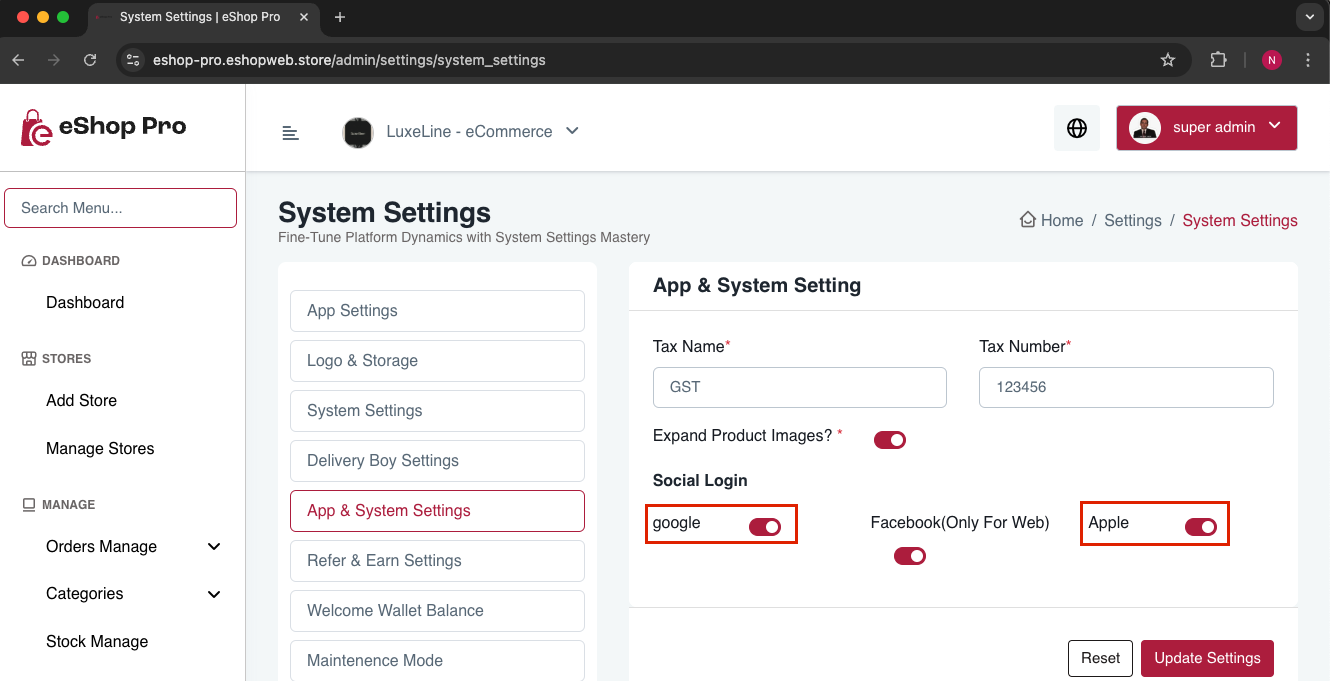 System Settings | eShop Pro
eshop-pro.eshopweb.store/admin/settings/system_settings
N
eShop Pro
LuxeLine - eCommerce
super admin
Search Menu...
DASHBOARD
Dashboard
STORES
Add Store
Manage Stores
MANAGE
Orders Manage
Categories
Stock Manage
System Settings
Fine-Tune Platform Dynamics with System Settings Mastery
Home / Settings / System Settings
App Settings
Logo & Storage
System Settings
Delivery Boy Settings
App & System Settings
Refer & Earn Settings
Welcome Wallet Balance
Maintenence Mode
App & System Setting
Tax Name* Tax Number*
GST 123456
Expand Product Images? *
Social Login
google Facebook(Only For Web) Apple
Reset Update Settings